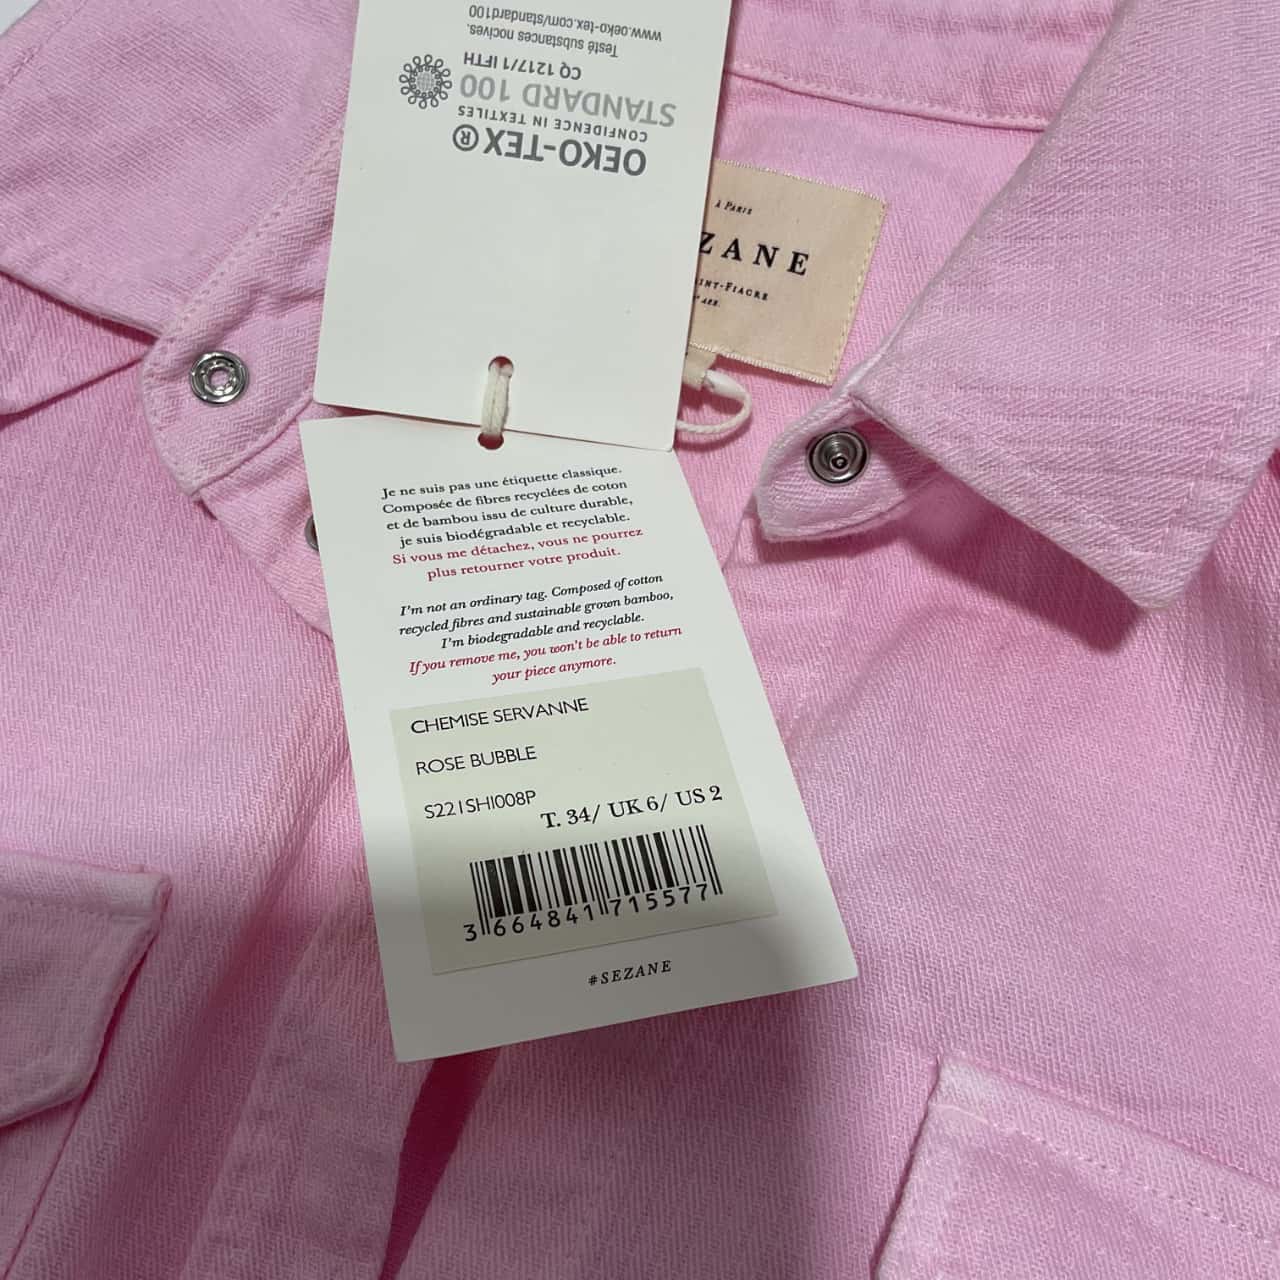 OEKO-TEX®
CONFIDENCE IN TEXTILES
STANDARD 100
CQ 1217/1 IFTH
Testé substances nocives.
www.oeko-tex.com/standard100
À PARIS
ZANE
INT-FIACRE
Je ne suis pas une étiquette classique.
Composée de fibres recyclées de coton
et de bambou issu de culture durable,
je suis biodégradable et recyclable.
Si vous me détachez, vous ne pourrez
plus retourner votre produit.
I'm not an ordinary tag. Composed of cotton
recycled fibres and sustainable grown bamboo,
I'm biodegradable and recyclable.
If you remove me, you won't be able to return
your piece anymore.
CHEMISE SERVANNE
ROSE BUBBLE
S221SHI008P
T. 34/ UK 6/ US 2
3 664841 715577
#SEZANE